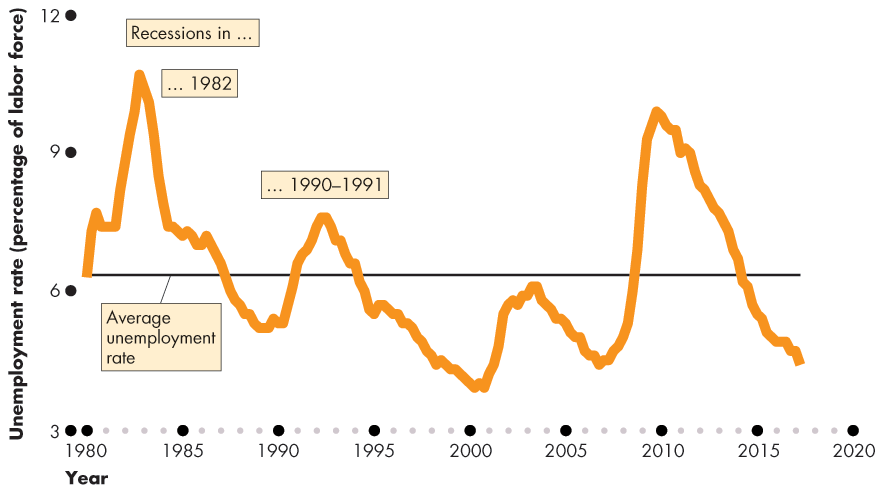 Unemployment rate (percentage of labor force)
12
9
6
3
Recessions in ...
... 1982
... 1990–1991
Average
unemployment
rate
1980 1985 1990 1995 2000 2005 2010 2015 2020
Year